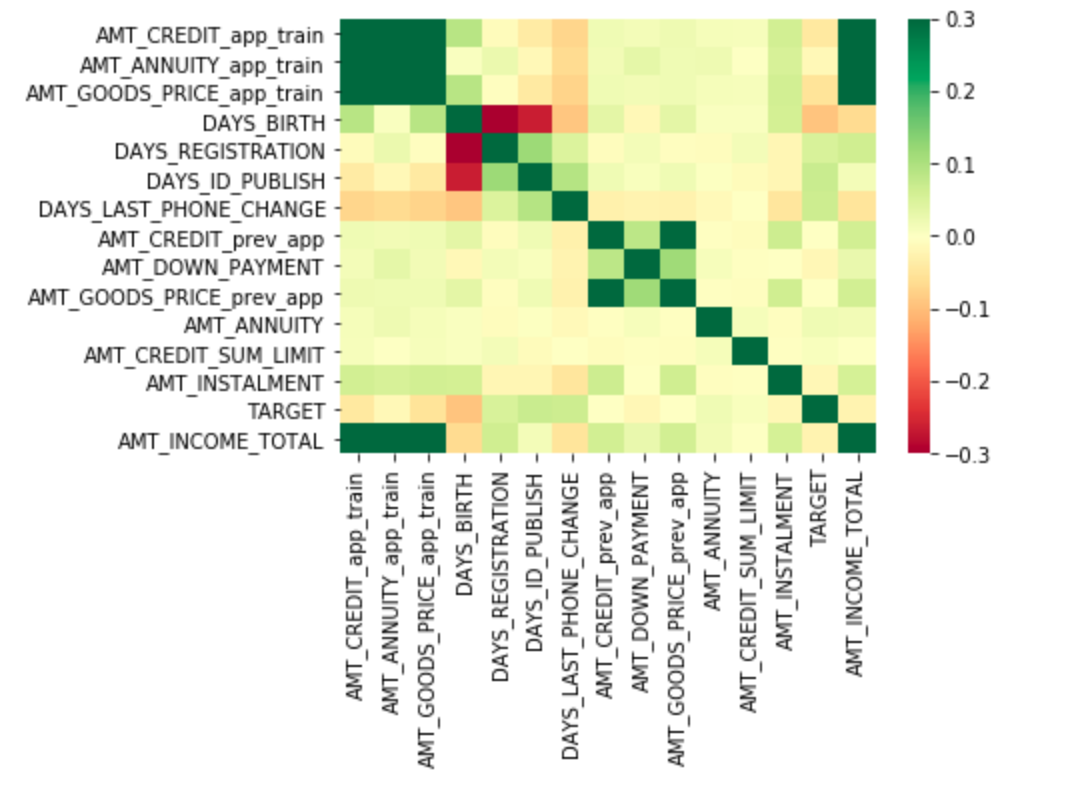 AMT_CREDIT_app_train
AMT_ANNUITY_app_train
AMT_GOODS_PRICE_app_train
DAYS_BIRTH
DAYS_REGISTRATION
DAYS_ID_PUBLISH
DAYS_LAST_PHONE_CHANGE
AMT_CREDIT_prev_app
AMT_DOWN_PAYMENT
AMT_GOODS_PRICE_prev_app
AMT_ANNUITY
AMT_CREDIT_SUM_LIMIT
AMT_INSTALMENT
TARGET
AMT_INCOME_TOTAL
AMT_CREDIT_app_train
AMT_ANNUITY_app_train
AMT_GOODS_PRICE_app_train
DAYS_BIRTH
DAYS_REGISTRATION
DAYS_ID_PUBLISH
DAYS_LAST_PHONE_CHANGE
AMT_CREDIT_prev_app
AMT_DOWN_PAYMENT
AMT_GOODS_PRICE_prev_app
AMT_ANNUITY
AMT_CREDIT_SUM_LIMIT
AMT_INSTALMENT
TARGET
AMT_INCOME_TOTAL
0.3
0.2
0.1
0.0
−0.1
−0.2
−0.3